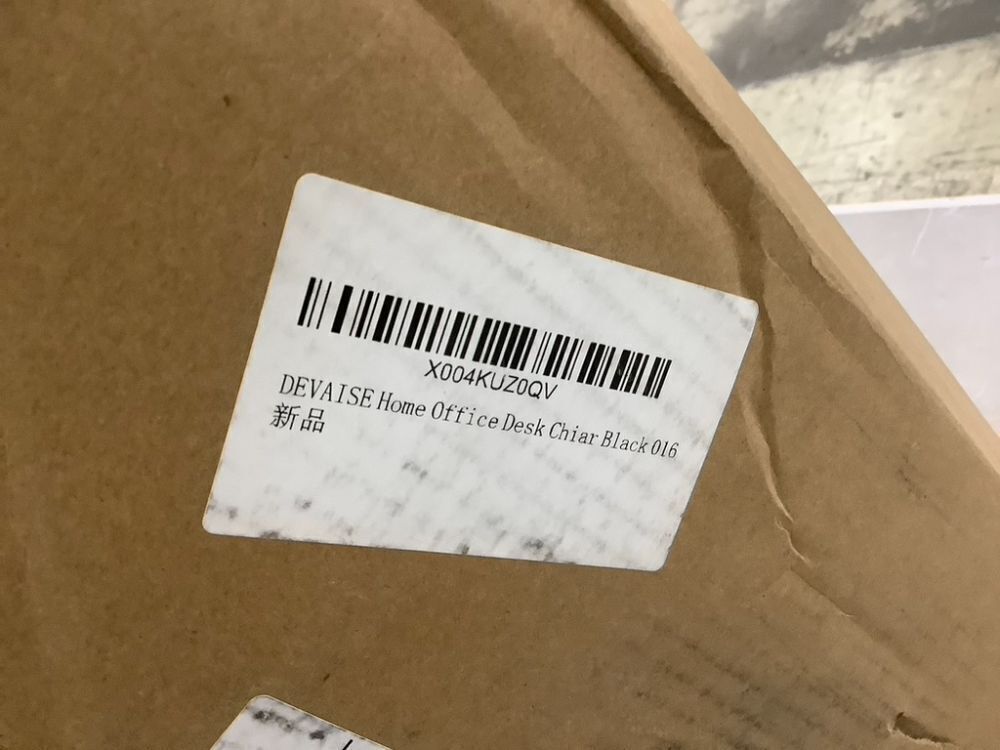 X004KUZ0QV
DEVAISE Home Office Desk Chiar Black 016
新品